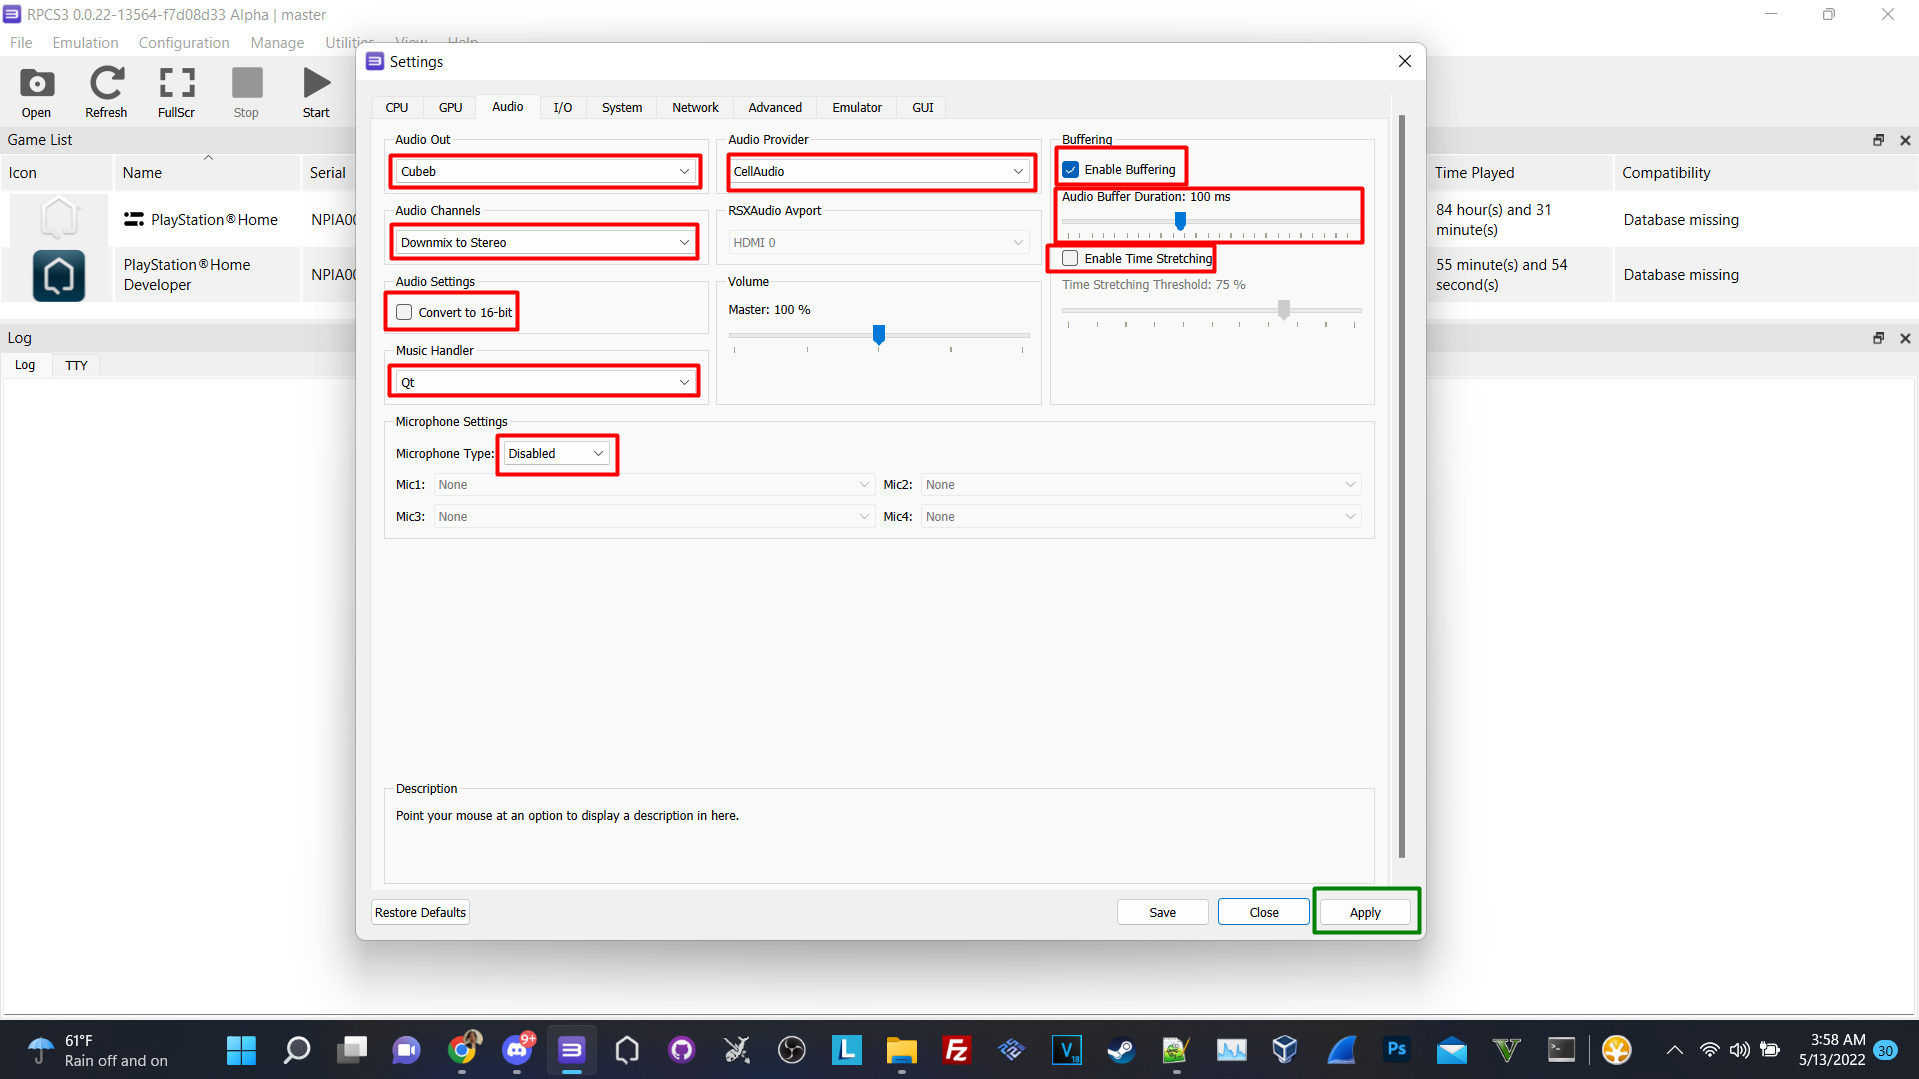 RPCS3 0.0.22-13564-f7d08d33 Alpha | master
File Emulation Configuration Manage Utilities View Help
Open Refresh FullScr Stop Start
Game List
Icon Name Serial Time Played Compatibility
PlayStation®Home NPIA00 84 hour(s) and 31 minute(s) Database missing
PlayStation®Home Developer NPIA00 55 minute(s) and 54 second(s) Database missing
Log
Log TTY
Settings
CPU GPU Audio I/O System Network Advanced Emulator GUI
Audio Out
Cubeb
Audio Channels
Downmix to Stereo
Audio Settings
Convert to 16-bit
Music Handler
Qt
Audio Provider
CellAudio
RSXAudio Avport
HDMI 0
Volume
Master: 100 %
Buffering
Enable Buffering
Audio Buffer Duration: 100 ms
Enable Time Stretching
Time Stretching Threshold: 75 %
Microphone Settings
Microphone Type: Disabled
Mic1: None Mic2: None
Mic3: None Mic4: None
Description
Point your mouse at an option to display a description in here.
Restore Defaults Save Close Apply
61°F
Rain off and on
9+
L
Fz
V
18
Ps
V
3:58 AM
5/13/2022
30